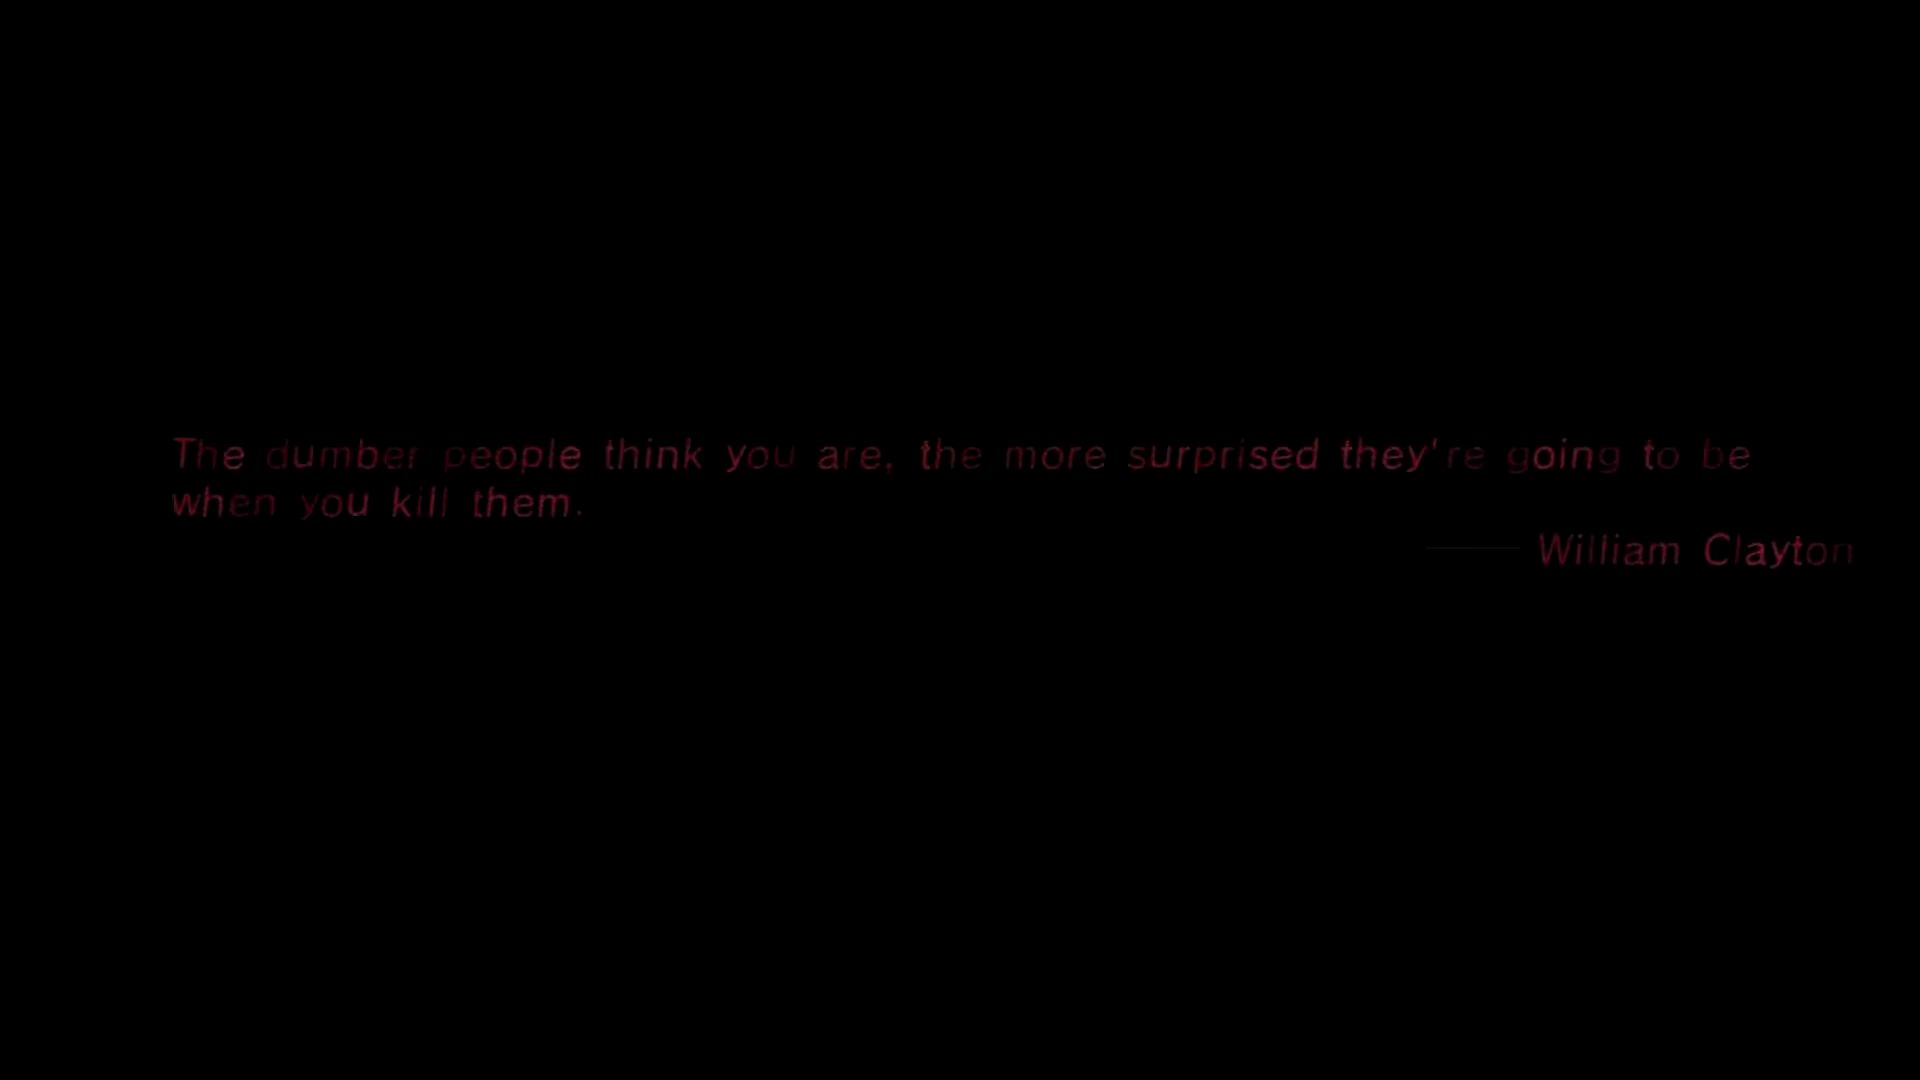 The dumber people think you are, the more surprised they're going to be
when you kill them.
—— William Clayton